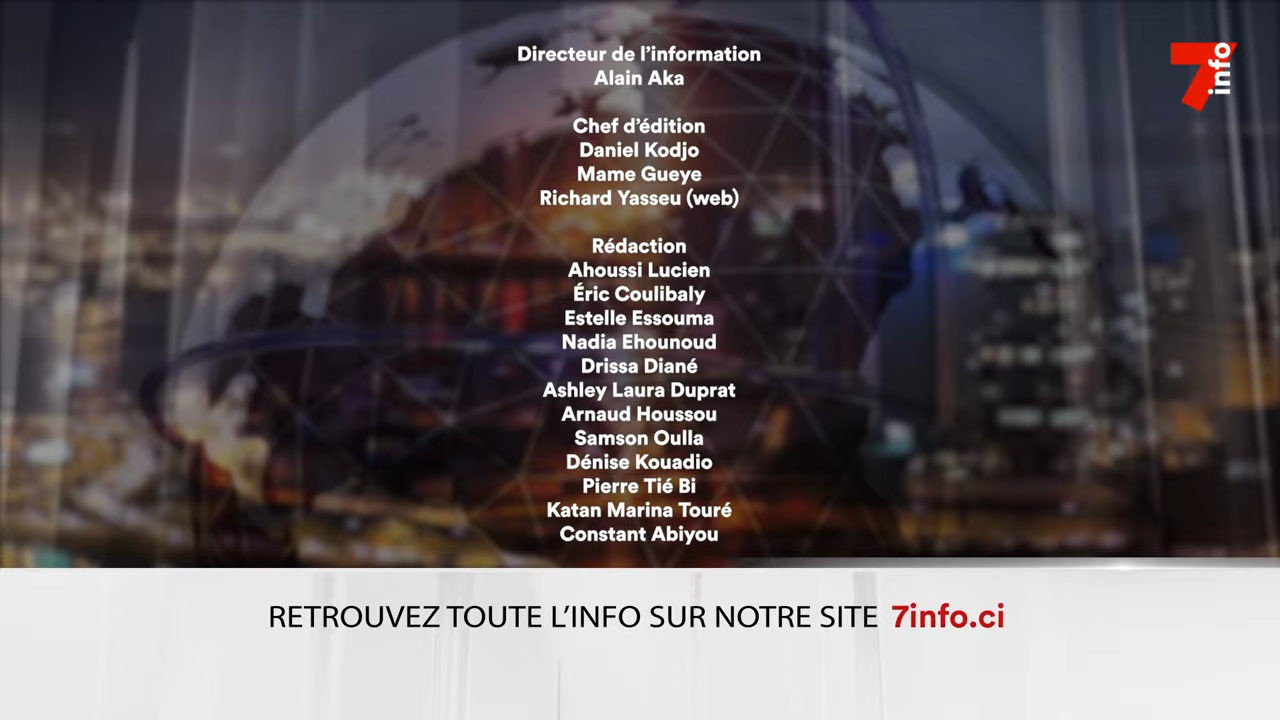 Directeur de l’information
Alain Aka
Chef d’édition
Daniel Kodjo
Mame Gueye
Richard Yasseu (web)
Rédaction
Ahoussi Lucien
Éric Coulibaly
Estelle Essouma
Nadia Ehounoud
Drissa Diané
Ashley Laura Duprat
Arnaud Houssou
Samson Oulla
Dénise Kouadio
Pierre Tié Bi
Katan Marina Touré
Constant Abiyou
7info
RETROUVEZ TOUTE L’INFO SUR NOTRE SITE 7info.ci